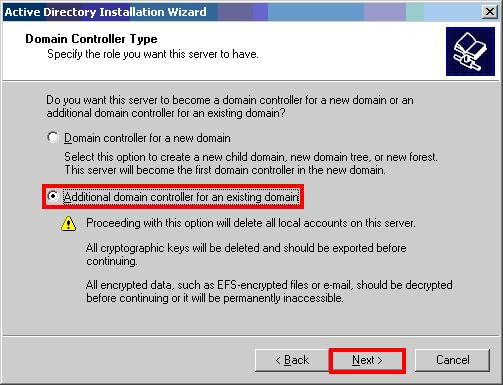 Active Directory Installation Wizard
Domain Controller Type
Specify the role you want this server to have.
Do you want this server to become a domain controller for a new domain or an
additional domain controller for an existing domain?
Domain controller for a new domain
Select this option to create a new child domain, new domain tree, or new forest.
This server will become the first domain controller in the new domain.
Additional domain controller for an existing domain
Proceeding with this option will delete all local accounts on this server.
All cryptographic keys will be deleted and should be exported before
continuing.
All encrypted data, such as EFS-encrypted files or e-mail, should be decrypted
before continuing or it will be permanently inaccessible.
< Back
Next >
Cancel